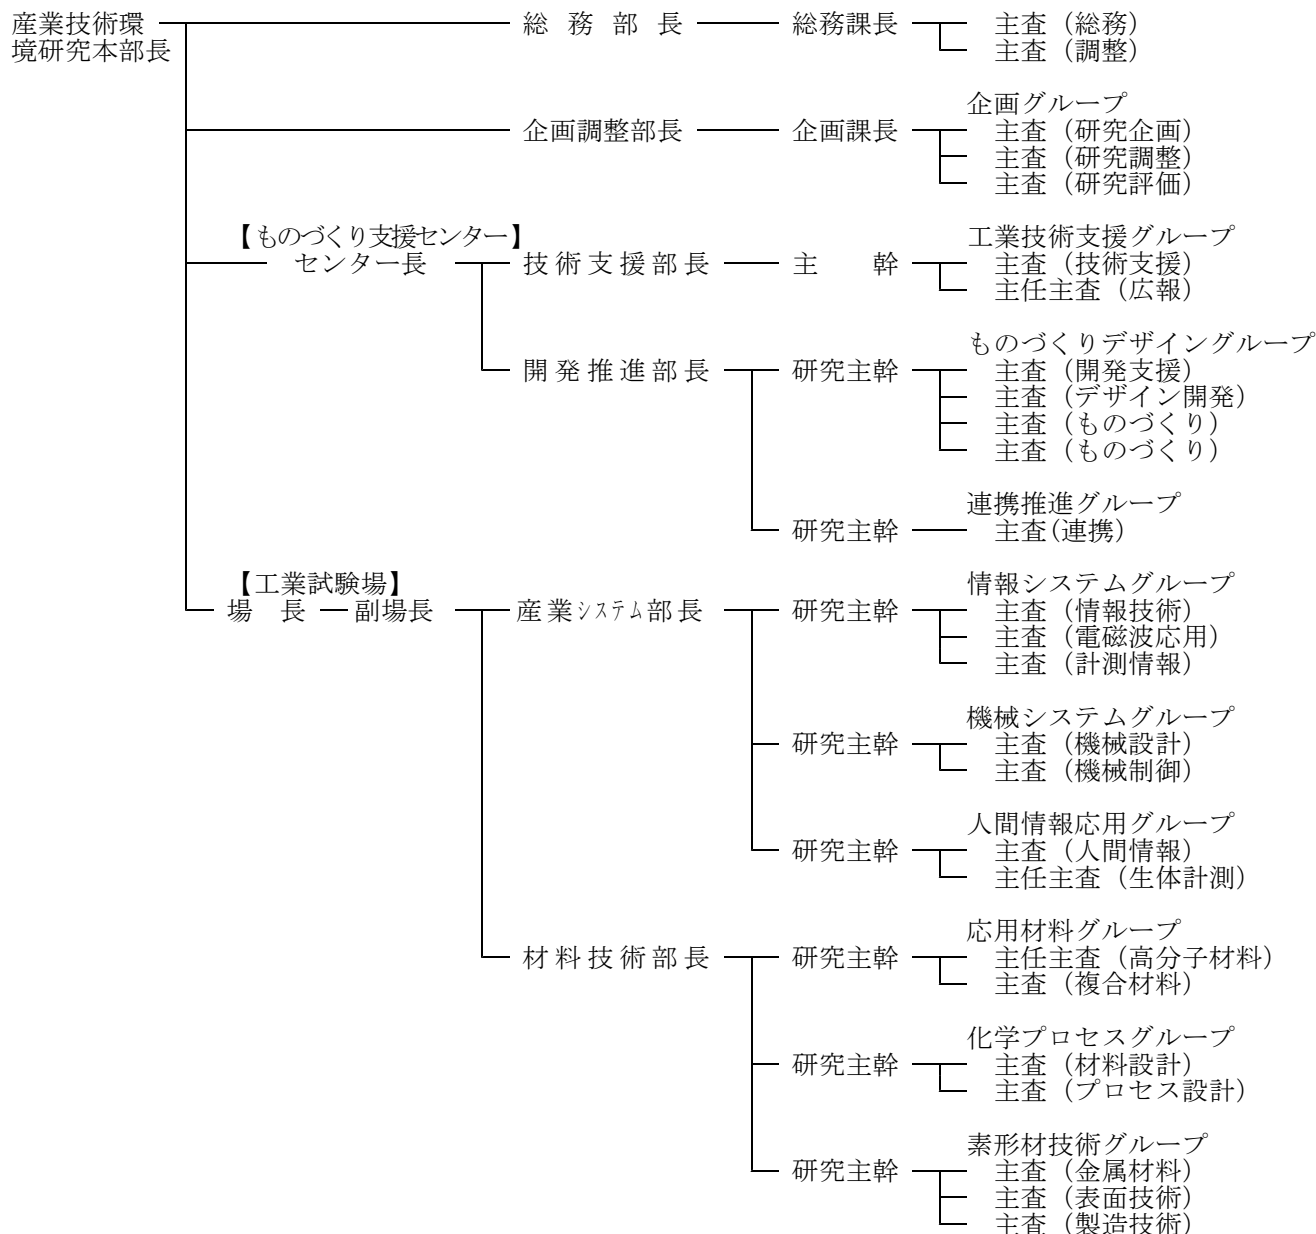 産業技術環
境研究本部長
総務部長 総務課長 主査（総務）
主査（調整）
企画グループ
企画調整部長 企画課長 主査（研究企画）
主査（研究調整）
主査（研究評価）
【ものづくり支援センター】 工業技術支援グループ
センター長 技術支援部長 主幹 主査（技術支援）
主任主査（広報）
ものづくりデザイングループ
開発推進部長 研究主幹 主査（開発支援）
主査（デザイン開発）
主査（ものづくり）
主査（ものづくり）
連携推進グループ
研究主幹 主査(連携)
【工業試験場】 情報システムグループ
場長 副場長 産業ｼｽﾃﾑ部長 研究主幹 主査（情報技術）
主査（電磁波応用）
主査（計測情報）
機械システムグループ
研究主幹 主査（機械設計）
主査（機械制御）
人間情報応用グループ
研究主幹 主査（人間情報）
主任主査（生体計測）
応用材料グループ
材料技術部長 研究主幹 主任主査（高分子材料）
主査（複合材料）
化学プロセスグループ
研究主幹 主査（材料設計）
主査（プロセス設計）
素形材技術グループ
研究主幹 主査（金属材料）
主査（表面技術）
主査（製造技術）